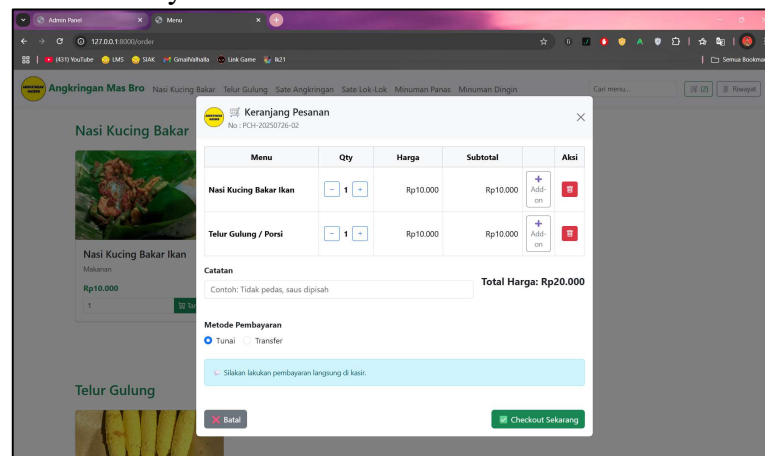 Admin Panel
Menu
127.0.0.1:8000/order
(431) YouTube LMS SIAK GmailValhalla Link Game lk21
Semua Bookmar
Angkringan Mas Bro Nasi Kucing Bakar Telur Gulung Sate Angkringan Sate Lok-Lok Minuman Panas Minuman Dingin Cari menu... (2) Riwayat
Nasi Kucing Bakar
Nasi Kucing Bakar Ikan
Makanan
Rp10.000
1
Telur Gulung
Keranjang Pesanan
No : PCH-20250726-02
Menu Qty Harga Subtotal Aksi
Nasi Kucing Bakar Ikan - 1 + Rp10.000 Rp10.000 + Add-on
Telur Gulung / Porsi - 1 + Rp10.000 Rp10.000 + Add-on
Catatan
Contoh: Tidak pedas, saus dipisah
Total Harga: Rp20.000
Metode Pembayaran
Tunai Transfer
Silakan lakukan pembayaran langsung di kasir.
Batal
Checkout Sekarang